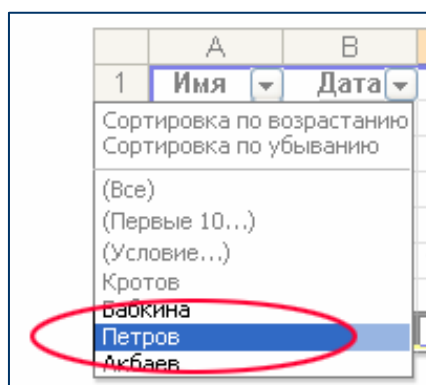 A B
1 Имя Дата
Сортировка по возрастанию
Сортировка по убыванию
(Все)
(Первые 10...)
(Условие...)
Кротов
Бабкина
Петров
Акбаев